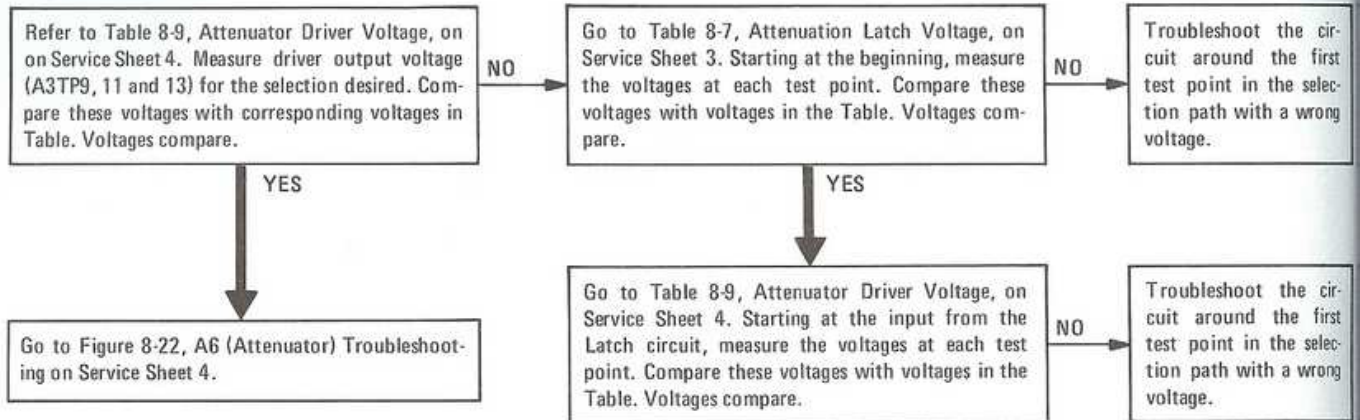 Refer to Table 8-9, Attenuator Driver Voltage, on
on Service Sheet 4. Measure driver output voltage
(A3TP9, 11 and 13) for the selection desired. Com-
pare these voltages with corresponding voltages in
Table. Voltages compare.
NO
Go to Table 8-7, Attenuation Latch Voltage, on
Service Sheet 3. Starting at the beginning, measure
the voltages at each test point. Compare these
voltages with voltages in the Table. Voltages com-
pare.
NO
Troubleshoot the cir-
cuit around the first
test point in the selec-
tion path with a wrong
voltage.
YES
YES
Go to Figure 8-22, A6 (Attenuator) Troubleshoot-
ing on Service Sheet 4.
Go to Table 8-9, Attenuator Driver Voltage, on
Service Sheet 4. Starting at the input from the
Latch circuit, measure the voltages at each test
point. Compare these voltages with voltages in the
Table. Voltages compare.
NO
Troubleshoot the cir-
cuit around the first
test point in the selec-
tion path with a wrong
voltage.